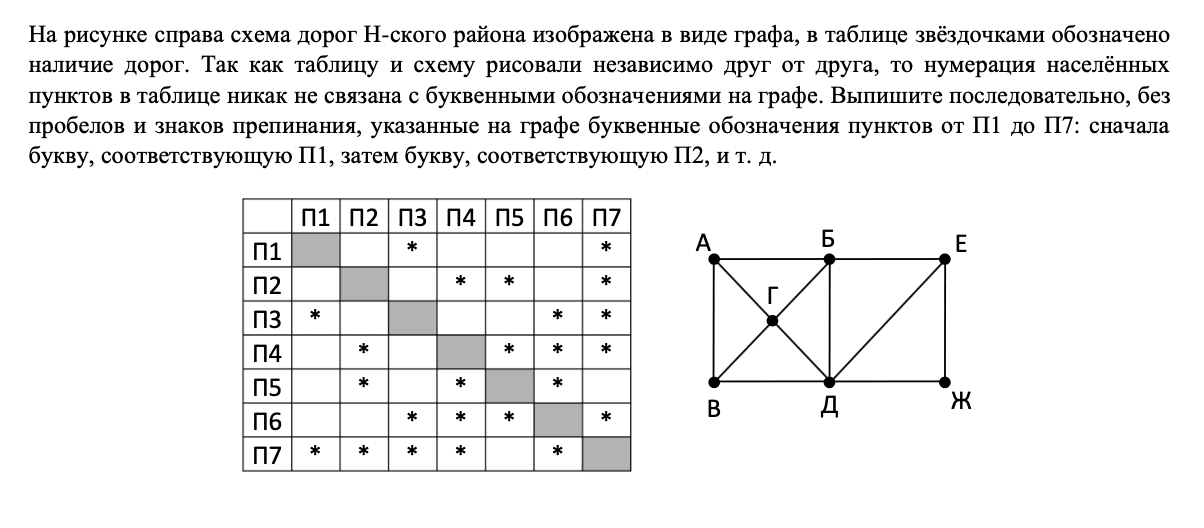 На рисунке справа схема дорог Н-ского района изображена в виде графа, в таблице звёздочками обозначено
наличие дорог. Так как таблицу и схему рисовали независимо друг от друга, то нумерация населённых
пунктов в таблице никак не связана с буквенными обозначениями на графе. Выпишите последовательно, без
пробелов и знаков препинания, указанные на графе буквенные обозначения пунктов от П1 до П7: сначала
букву, соответствующую П1, затем букву, соответствующую П2, и т. д.
П1 П2 П3 П4 П5 П6 П7
П1 * *
П2 * * *
П3 * * *
П4 * * * *
П5 * * *
П6 * * * *
П7 * * * * *
А Б Е
Г
В Д Ж